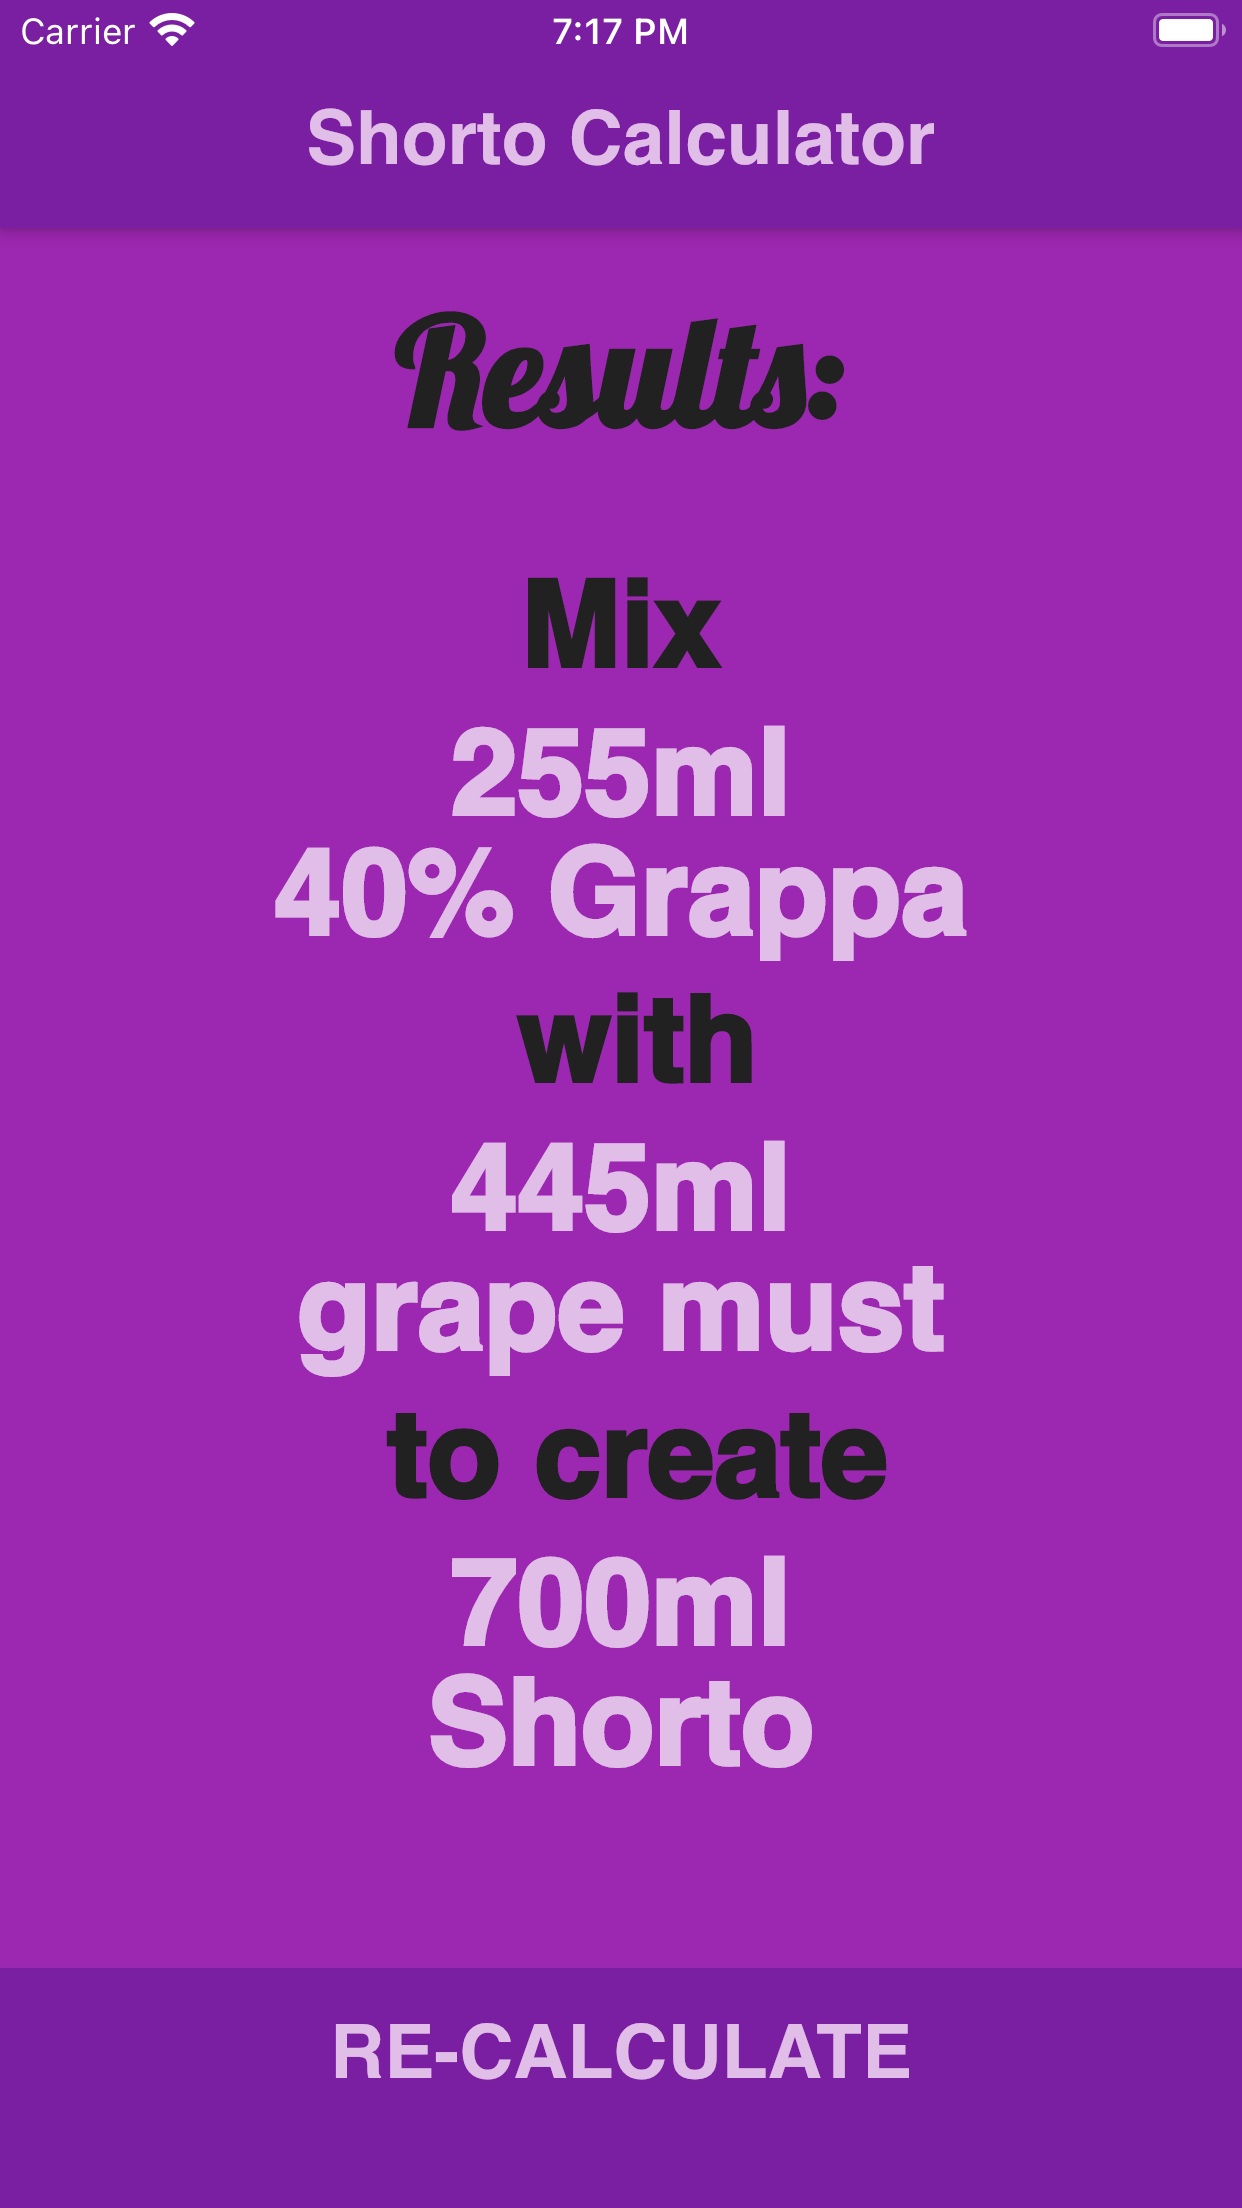 Carrier 7:17 PM
Shorto Calculator
Results:
Mix
255ml
40% Grappa
with
445ml
grape must
to create
700ml
Shorto
RE-CALCULATE